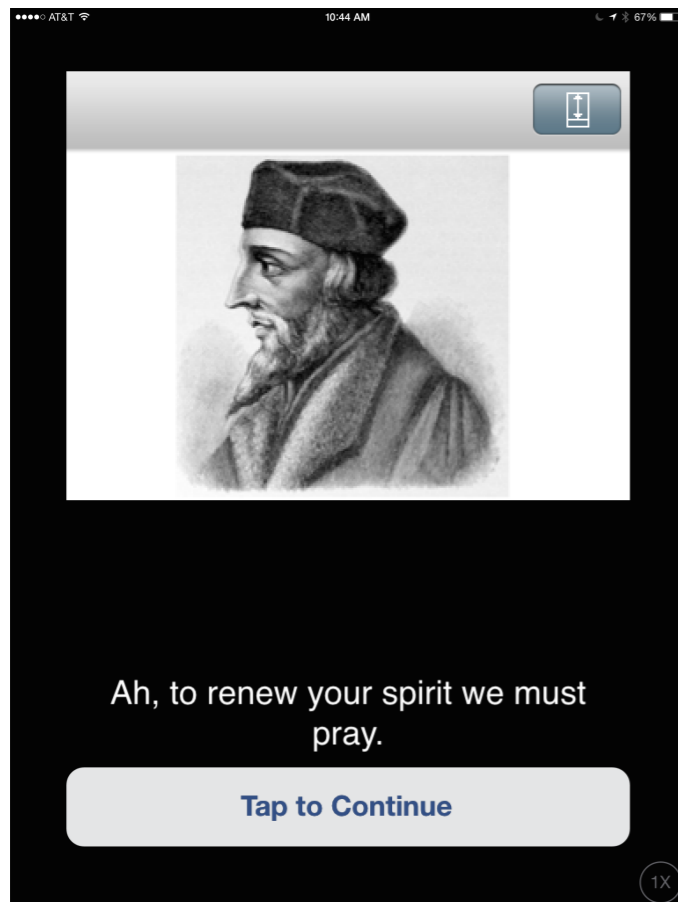 AT&T 10:44 AM 67%
Ah, to renew your spirit we must
pray.
Tap to Continue
1X